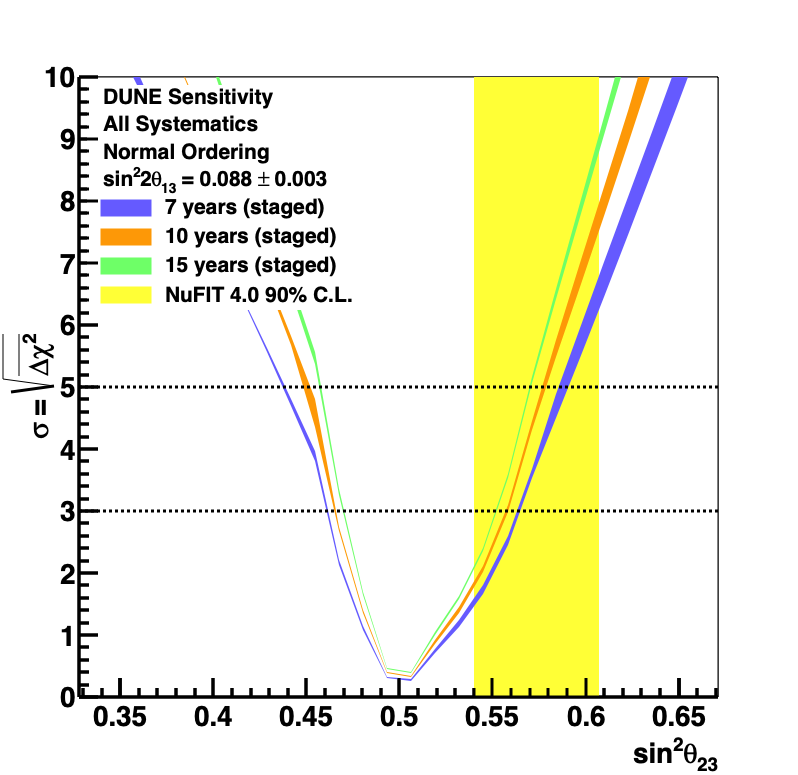 10
9
8
7
6
5
4
3
2
1
0
σ = √Δχ²
DUNE Sensitivity
All Systematics
Normal Ordering
sin²2θ₁₃ = 0.088 ± 0.003
7 years (staged)
10 years (staged)
15 years (staged)
NuFIT 4.0 90% C.L.
0.35 0.4 0.45 0.5 0.55 0.6 0.65
sin²θ₂₃